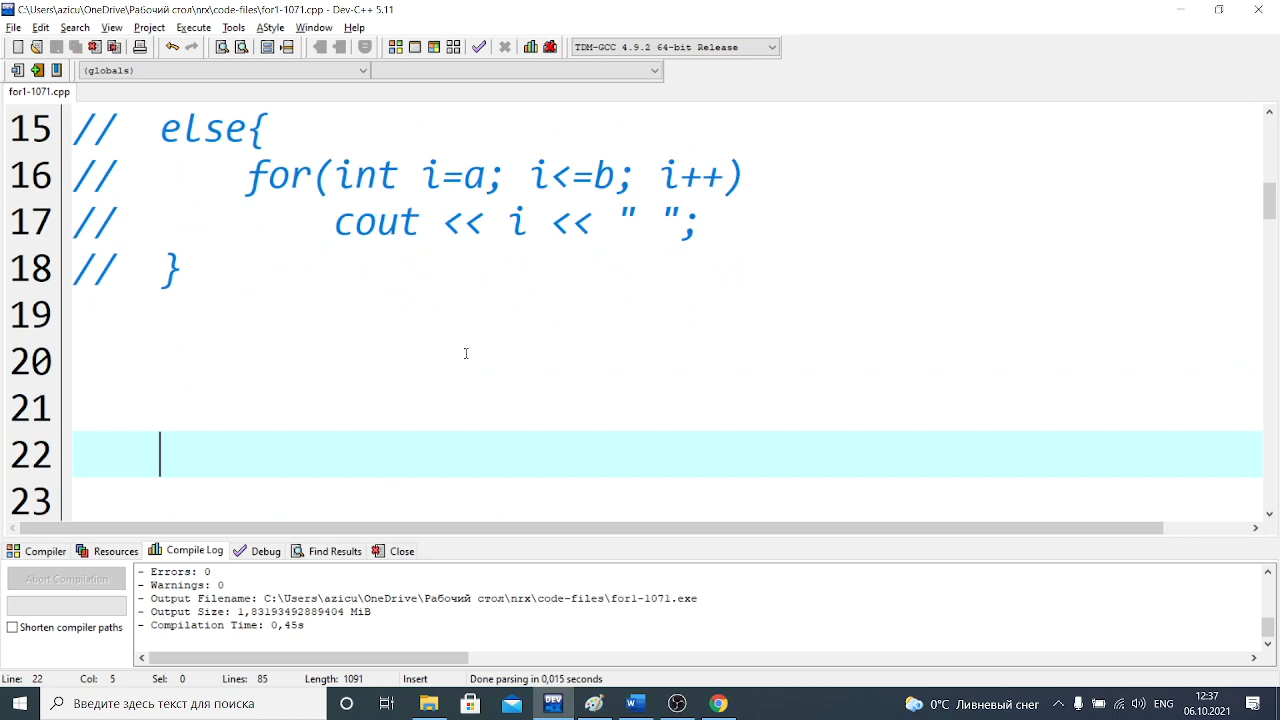 C:\Users\azicu\OneDrive\Рабочий стол\nrx\code-files\for1-1071.cpp - Dev-C++ 5.11
File Edit Search View Project Execute Tools AStyle Window Help
TDM-GCC 4.9.2 64-bit Release
(globals)
for1-1071.cpp
15 // else{
16 // for(int i=a; i<=b; i++)
17 // cout << i << " ";
18 // }
19
20
21
22
23
Compiler Resources Compile Log Debug Find Results Close
Abort Compilation
Shorten compiler paths
- Errors: 0
- Warnings: 0
- Output Filename: C:\Users\azicu\OneDrive\Рабочий стол\nrx\code-files\for1-1071.exe
- Output Size: 1,83193492889404 MiB
- Compilation Time: 0,45s
Line: 22 Col: 5 Sel: 0 Lines: 85 Length: 1091 Insert Done parsing in 0,015 seconds
Введите здесь текст для поиска
DEV
0°C Ливневый снег
12:37
06.10.2021